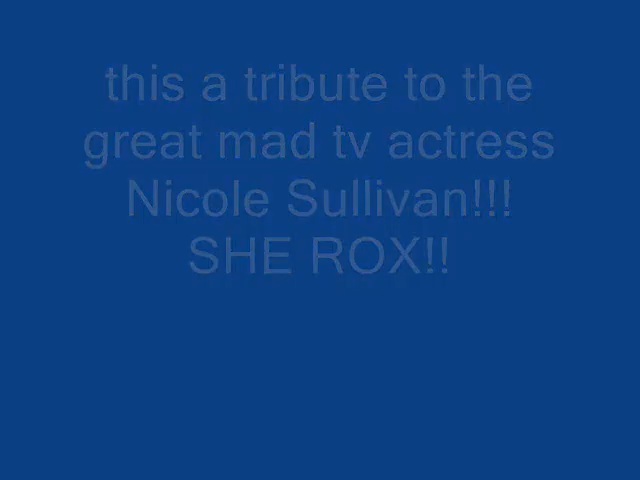 this a tribute to the
great mad tv actress
Nicole Sullivan!!!
SHE ROX!!